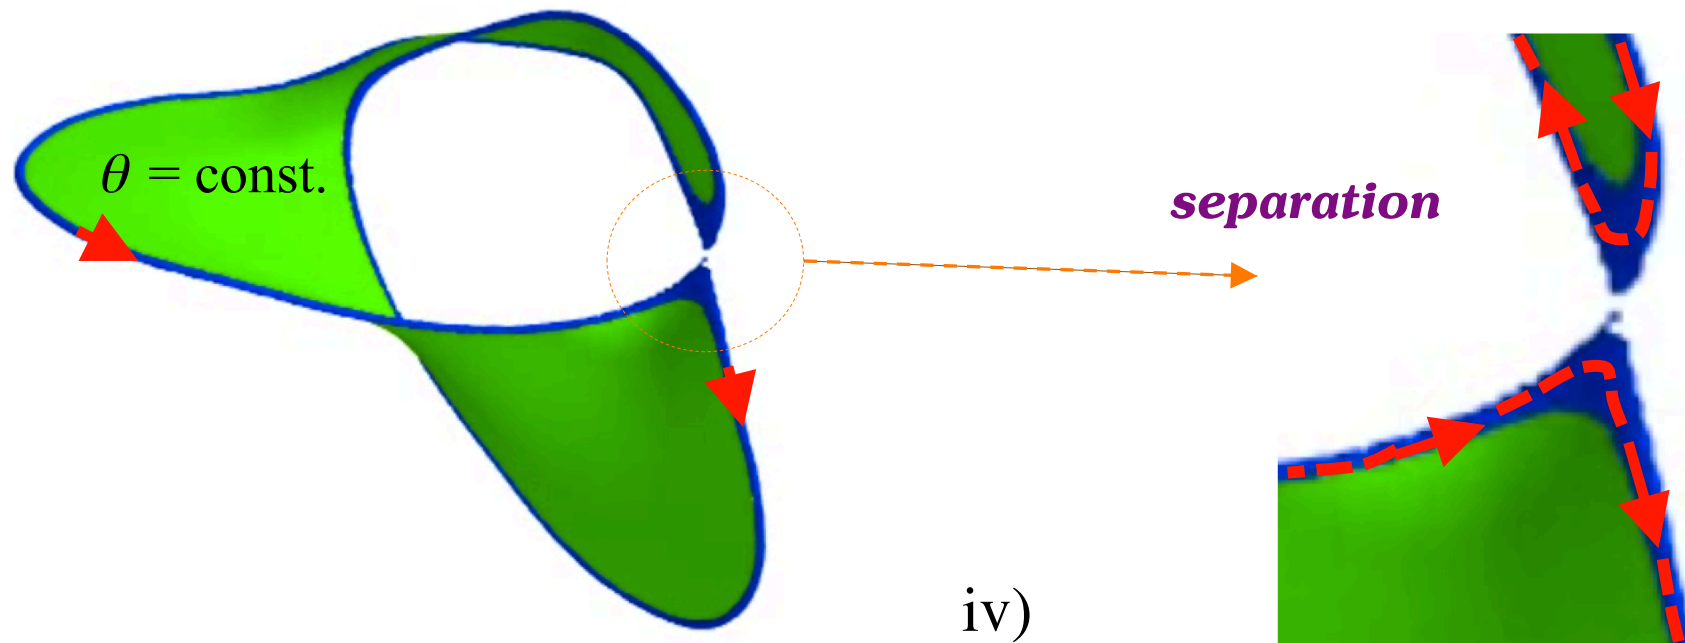 θ = const.
separation
iv)